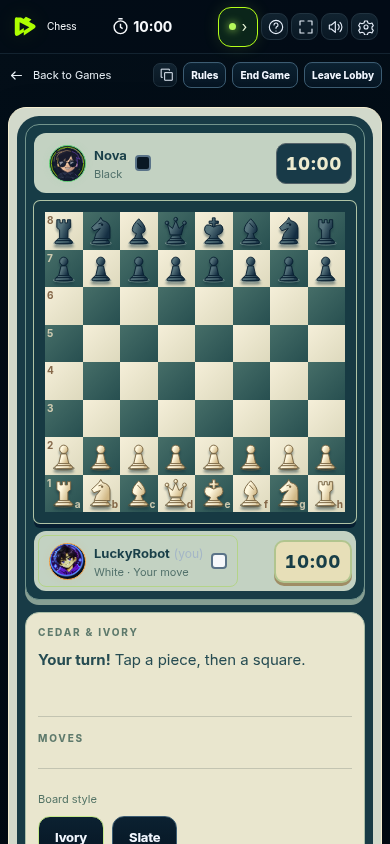 Chess
10:00
Back to Games
Rules
End Game
Leave Lobby
Nova
Black
10:00
8
7
6
5
4
3
2
1
a b c d e f g h
LuckyRobot (you)
White · Your move
10:00
CEDAR & IVORY
Your turn! Tap a piece, then a square.
MOVES
Board style
Ivory
Slate